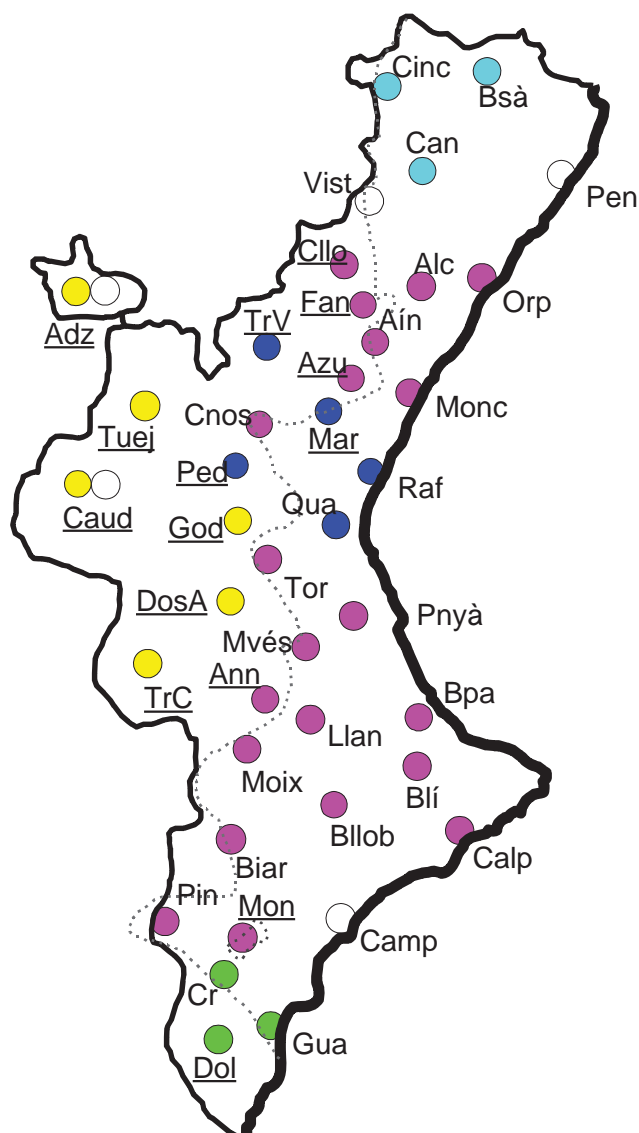 Cinc
Bsà
Can
Vist
Pen
Cllo
Alc
Orp
Fan
Adz
TrV
Aín
Azu
Monc
Cnos
Tuej
Mar
Ped
Raf
Qua
Caud
God
Tor
DosA
Pnyà
Mvés
Ann
TrC
Bpa
Llan
Moix
Blí
Bllob
Calp
Biar
Pin
Mon
Camp
Cr
Gua
Dol